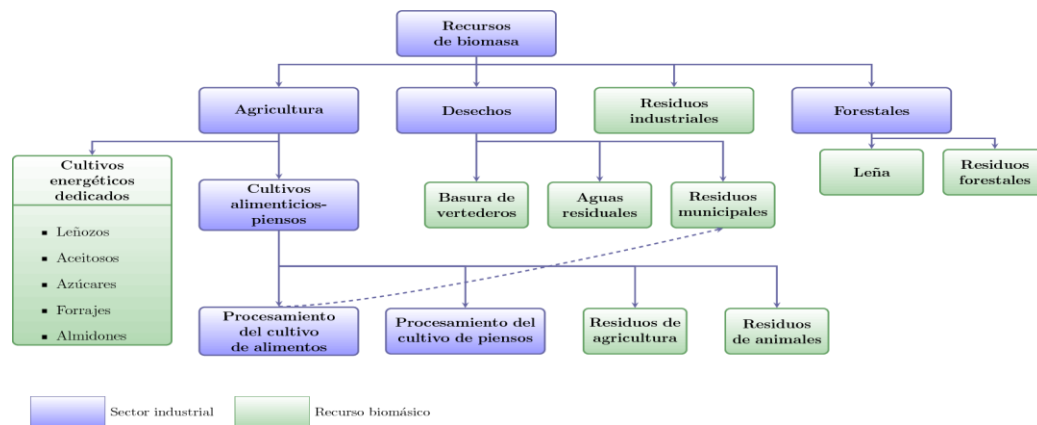 Recursos
de biomasa
Agricultura
Desechos
Residuos
industriales
Forestales
Cultivos
energéticos
dedicados
▪ Leñozos
▪ Aceitosos
▪ Azúcares
▪ Forrajes
▪ Almidones
Cultivos
alimenticios-
piensos
Basura de
vertederos
Aguas
residuales
Residuos
municipales
Leña
Residuos
forestales
Procesamiento
del cultivo
de alimentos
Procesamiento del
cultivo de piensos
Residuos de
agricultura
Residuos
de animales
Sector industrial
Recurso biomásico